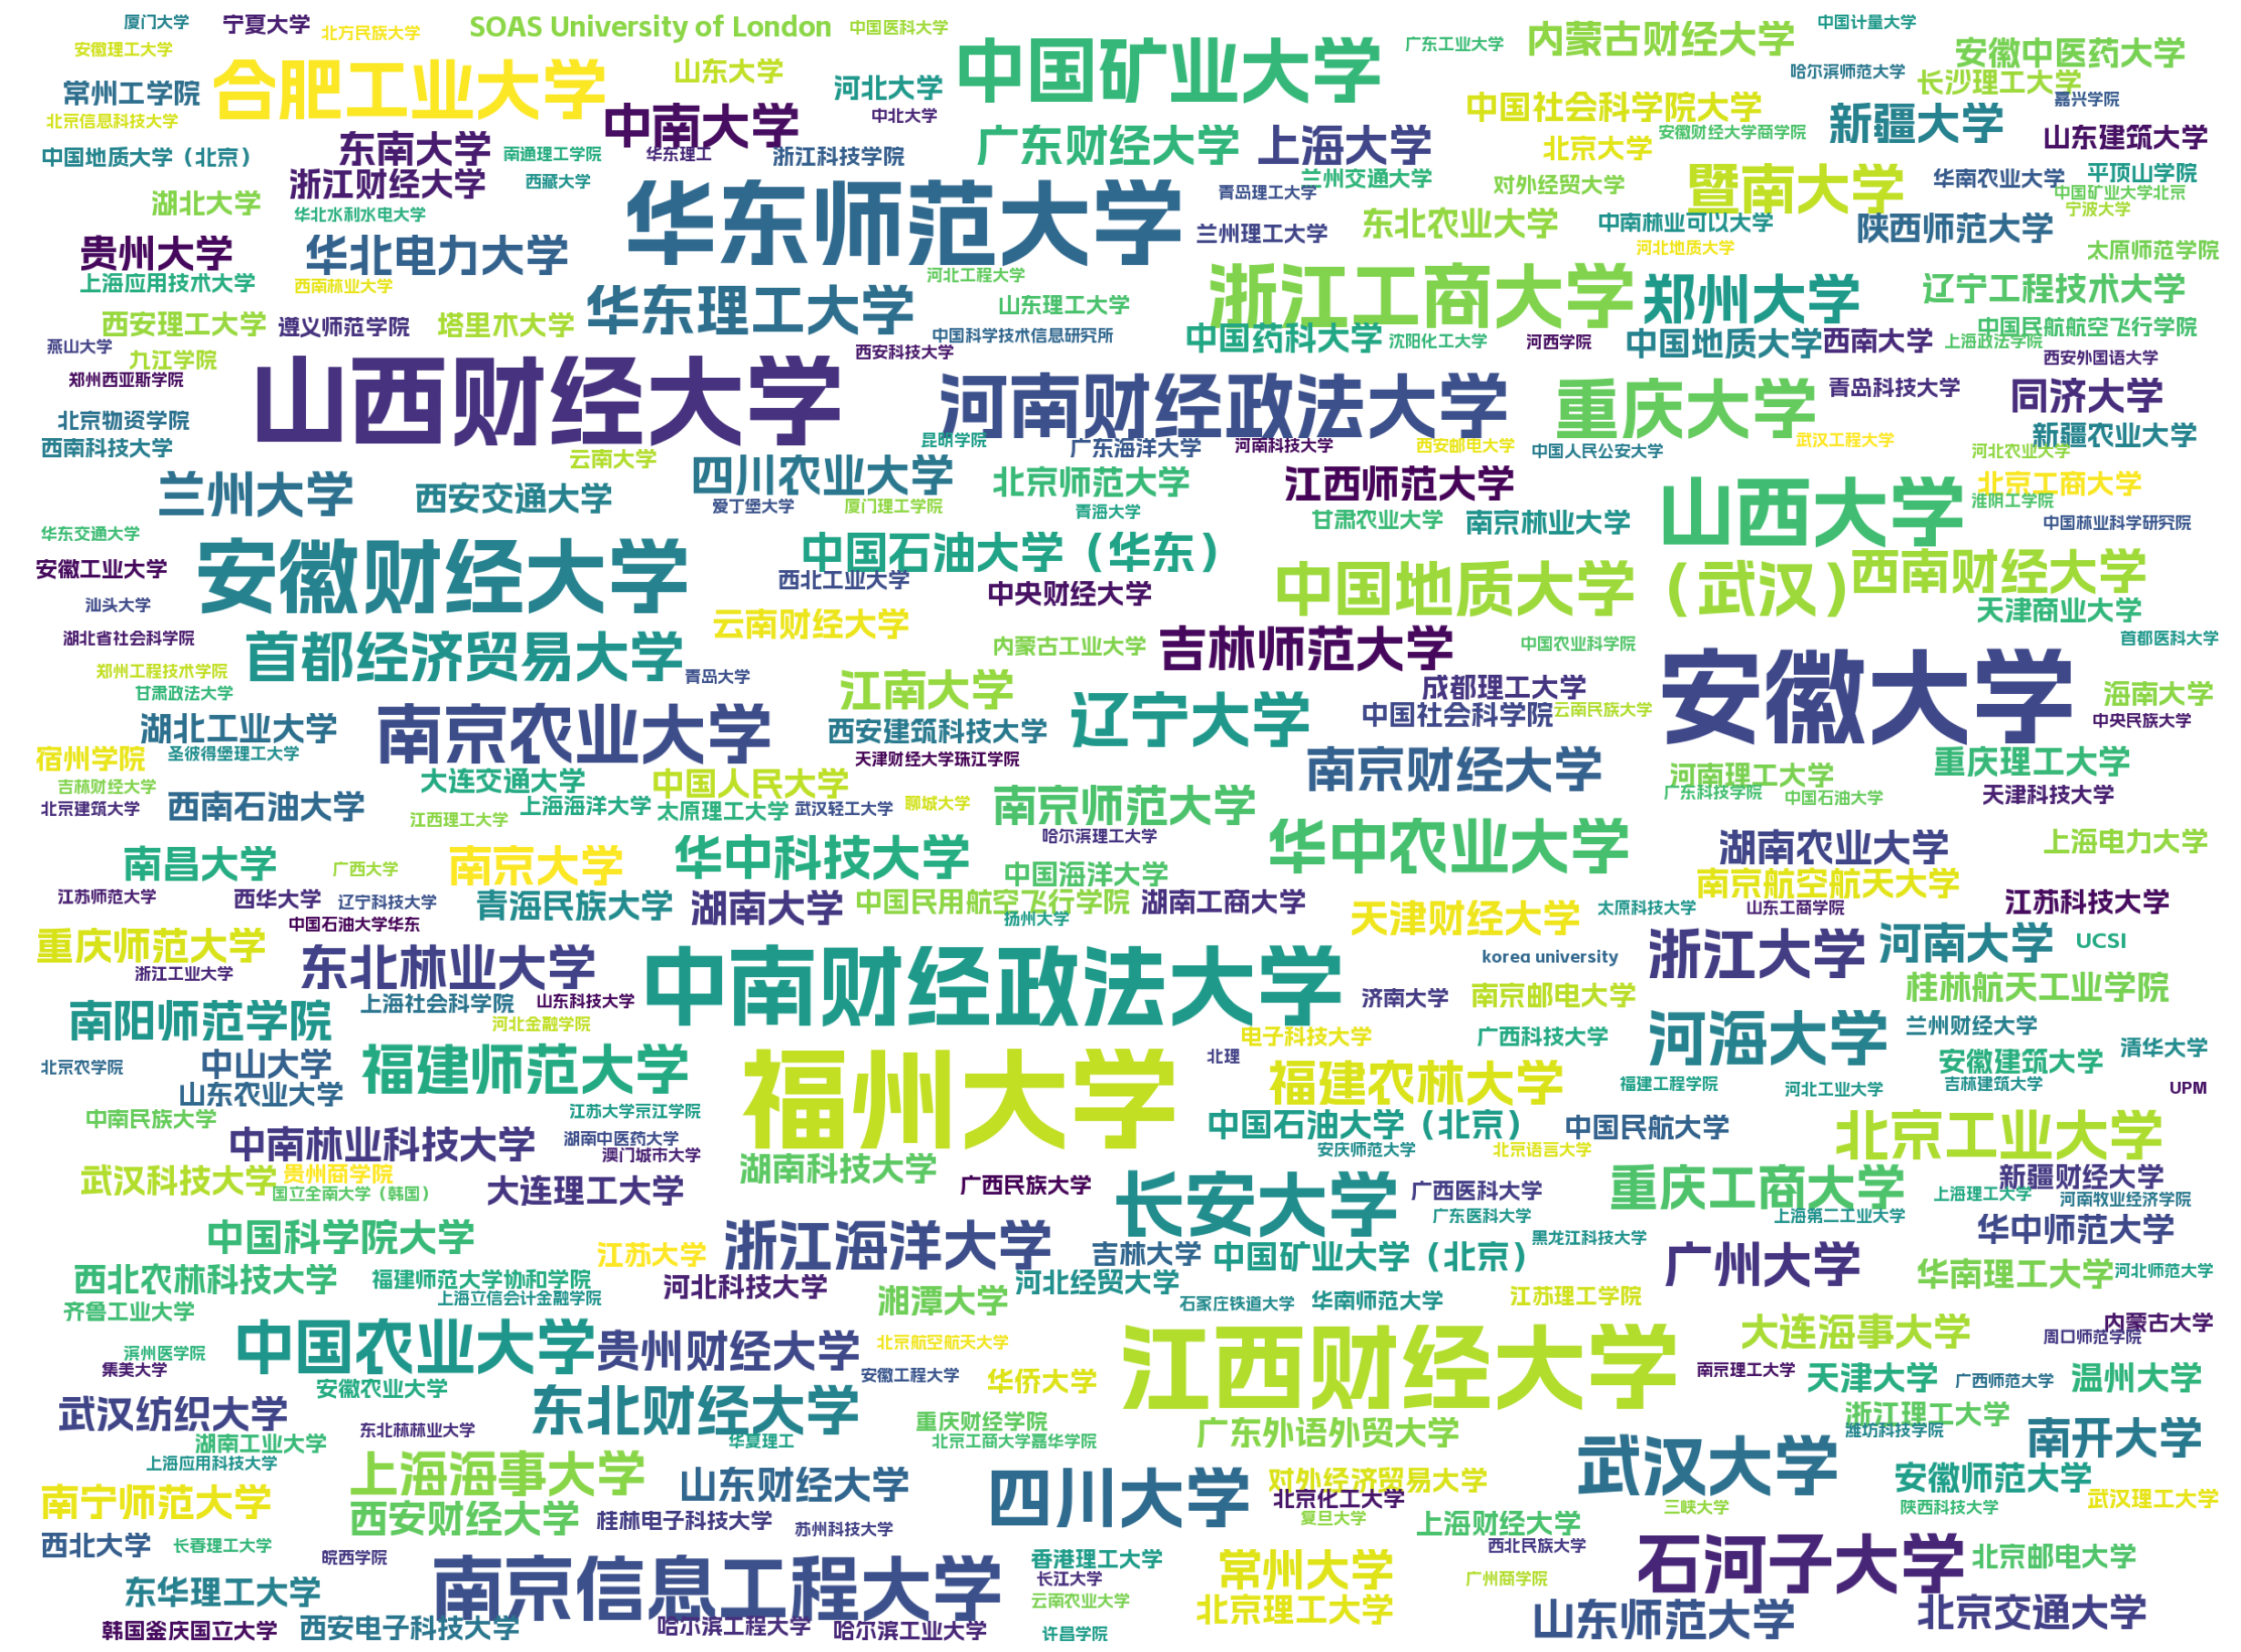 厦门大学
宁夏大学
北方民族大学
SOAS University of London
中国医科大学
中国矿业大学
广东工业大学
内蒙古财经大学
中国计量大学
安徽中医药大学
安徽理工大学
常州工学院
合肥工业大学
山东大学
河北大学
哈尔滨师范大学
长沙理工大学
北京信息科技大学
中南大学
中北大学
中国社会科学院大学
嘉兴学院
新疆大学
山东建筑大学
中国地质大学（北京）
东南大学
南通理工学院
华东理工
浙江科技学院
广东财经大学
上海大学
北京大学
安徽财经大学商学院
浙江财经大学
西藏大学
兰州交通大学
对外经贸大学
暨南大学
华南农业大学
平顶山学院
中国矿业大学北京
湖北大学
华北水利水电大学
华东师范大学
青岛理工大学
宁波大学
贵州大学
华北电力大学
兰州理工大学
东北农业大学
中南林业可以大学
陕西师范大学
河北地质大学
太原师范学院
上海应用技术大学
西南林业大学
河北工程大学
浙江工商大学
郑州大学
辽宁工程技术大学
西安理工大学
遵义师范学院
塔里木大学
华东理工大学
山东理工大学
中国科学技术信息研究所
中国民航航空飞行学院
燕山大学
九江学院
西安科技大学
中国药科大学
沈阳化工大学
河西学院
中国地质大学
西南大学
上海政法学院
西安外国语大学
郑州西亚斯学院
山西财经大学
河南财经政法大学
重庆大学
青岛科技大学
同济大学
北京物资学院
西南科技大学
云南大学
昆明学院
广东海洋大学
河南科技大学
西安邮电大学
中国人民公安大学
武汉工程大学
新疆农业大学
河北农业大学
兰州大学
西安交通大学
四川农业大学
北京师范大学
江西师范大学
山西大学
北京工商大学
爱丁堡大学
厦门理工学院
青海大学
甘肃农业大学
南京林业大学
淮阴工学院
中国林业科学研究院
华东交通大学
安徽财经大学
中国石油大学（华东）
安徽工业大学
西北工业大学
中央财经大学
中国地质大学（武汉）
西南财经大学
汕头大学
天津商业大学
湖北省社会科学院
首都经济贸易大学
云南财经大学
内蒙古工业大学
吉林师范大学
中国农业科学院
首都医科大学
郑州工程技术学院
甘肃政法大学
青岛大学
江南大学
成都理工大学
安徽大学
海南大学
湖北工业大学
南京农业大学
西安建筑科技大学
辽宁大学
中国社会科学院
云南民族大学
中央民族大学
宿州学院
圣彼得堡理工大学
天津财经大学珠江学院
南京财经大学
河南理工大学
重庆理工大学
吉林财经大学
大连交通大学
中国人民大学
广东科技学院
中国石油大学
天津科技大学
北京建筑大学
西南石油大学
江西理工大学
上海海洋大学
太原理工大学
武汉轻工大学
聊城大学
南京师范大学
哈尔滨理工大学
华中农业大学
湖南农业大学
上海电力大学
南昌大学
广西大学
南京大学
华中科技大学
中国海洋大学
南京航空航天大学
江苏师范大学
西华大学
辽宁科技大学
青海民族大学
湖南大学
中国民用航空飞行学院
湖南工商大学
天津财经大学
太原科技大学
山东工商学院
江苏科技大学
中国石油大学华东
扬州大学
重庆师范大学
浙江工业大学
东北林业大学
中南财经政法大学
korea university
浙江大学
河南大学
UCSI
南阳师范学院
上海社会科学院
山东科技大学
济南大学
南京邮电大学
桂林航天工业学院
河北金融学院
电子科技大学
广西科技大学
河海大学
兰州财经大学
北京农学院
中山大学
福建师范大学
福州大学
北理
安徽建筑大学
清华大学
山东农业大学
福建农林大学
福建工程学院
河北工业大学
吉林建筑大学
UPM
中南民族大学
江苏大学京江学院
中国石油大学（北京）
中国民航大学
北京工业大学
中南林业科技大学
湖南中医药大学
澳门城市大学
安庆师范大学
北京语言大学
武汉科技大学
贵州商学院
国立全南大学（韩国）
大连理工大学
湖南科技大学
广西民族大学
长安大学
广西医科大学
重庆工商大学
新疆财经大学
上海理工大学
河南牧业经济学院
广东医科大学
上海第二工业大学
中国科学院大学
江苏大学
浙江海洋大学
吉林大学
中国矿业大学（北京）
黑龙江科技大学
广州大学
华中师范大学
西北农林科技大学
福建师范大学协和学院
河北科技大学
河北经贸大学
华南理工大学
河北师范大学
上海立信会计金融学院
齐鲁工业大学
湘潭大学
石家庄铁道大学
华南师范大学
江苏理工学院
中国农业大学
贵州财经大学
北京航空航天大学
江西财经大学
大连海事大学
内蒙古大学
周口师范学院
滨州医学院
集美大学
安徽农业大学
安徽工程大学
华侨大学
南京理工大学
天津大学
广西师范大学
温州大学
武汉纺织大学
东北财经大学
重庆财经学院
浙江理工大学
湖南工业大学
东北林林业大学
华夏理工
北京工商大学嘉华学院
广东外语外贸大学
潍坊科技学院
南开大学
上海应用科技大学
上海海事大学
山东财经大学
四川大学
对外经济贸易大学
武汉大学
安徽师范大学
南宁师范大学
西安财经大学
桂林电子科技大学
苏州科技大学
北京化工大学
复旦大学
上海财经大学
三峡大学
陕西科技大学
武汉理工大学
西北大学
长春理工大学
皖西学院
南京信息工程大学
香港理工大学
西北民族大学
石河子大学
北京邮电大学
东华理工大学
长江大学
常州大学
广州商学院
云南农业大学
北京理工大学
韩国釜庆国立大学
西安电子科技大学
哈尔滨工程大学
哈尔滨工业大学
许昌学院
山东师范大学
北京交通大学